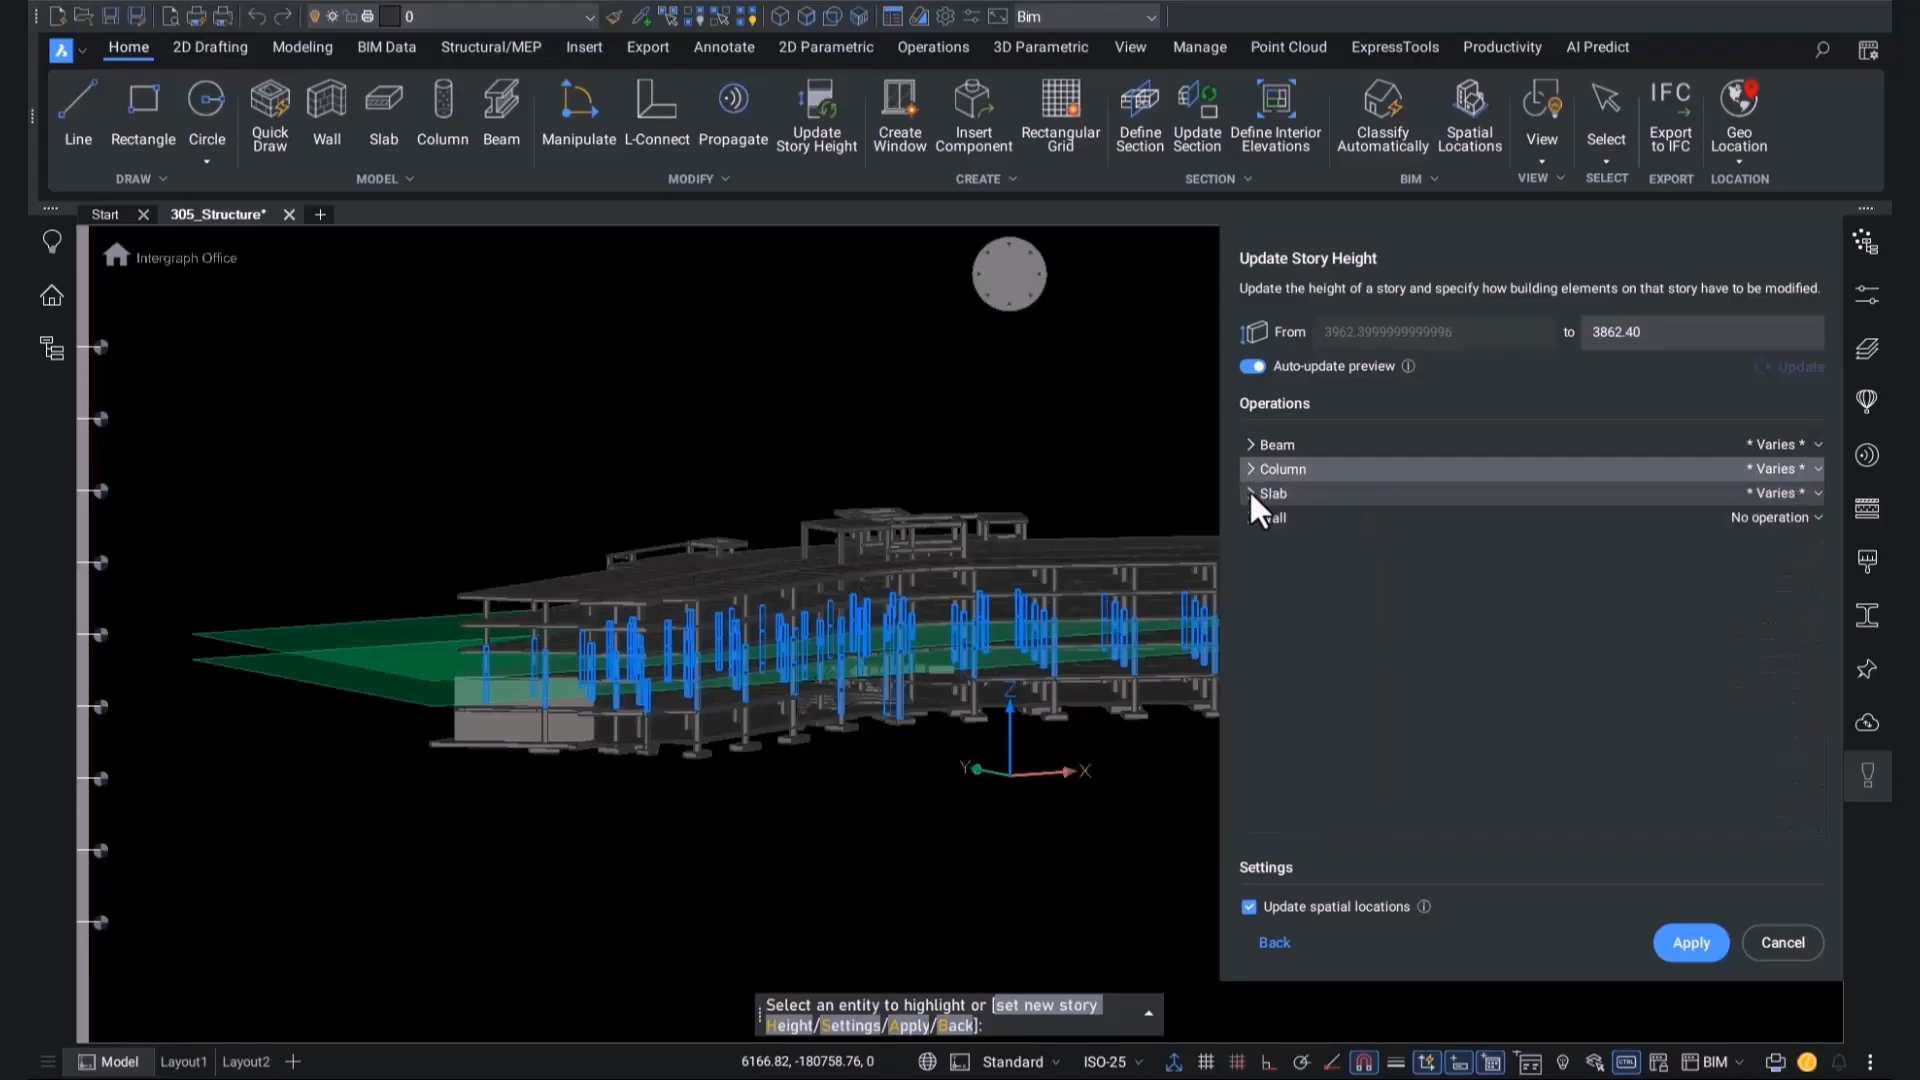 0
Bim
Home 2D Drafting Modeling BIM Data Structural/MEP Insert Export Annotate 2D Parametric Operations 3D Parametric View Manage Point Cloud ExpressTools Productivity AI Predict
Line Rectangle Circle Quick Draw Wall Slab Column Beam Manipulate L-Connect Propagate Update Story Height Create Window Insert Component Rectangular Grid Define Section Update Section Define Interior Elevations Classify Automatically Spatial Locations View Select Export to IFC Geo Location
IFC
DRAW MODEL MODIFY CREATE SECTION BIM VIEW SELECT EXPORT LOCATION
Start 305_Structure*
Intergraph Office
Update Story Height
Update the height of a story and specify how building elements on that story have to be modified.
From 3962.3999999999996 to 3862.40
Auto-update preview Update
Operations
Beam * Varies *
Column * Varies *
Slab * Varies *
all No operation
Z
Y X
Settings
Update spatial locations
Back Apply Cancel
Select an entity to highlight or [set new story
Height/Settings/Apply/Back]:
Model Layout1 Layout2 6166.82, -180758.76, 0 Standard ISO-25 CTRL BIM